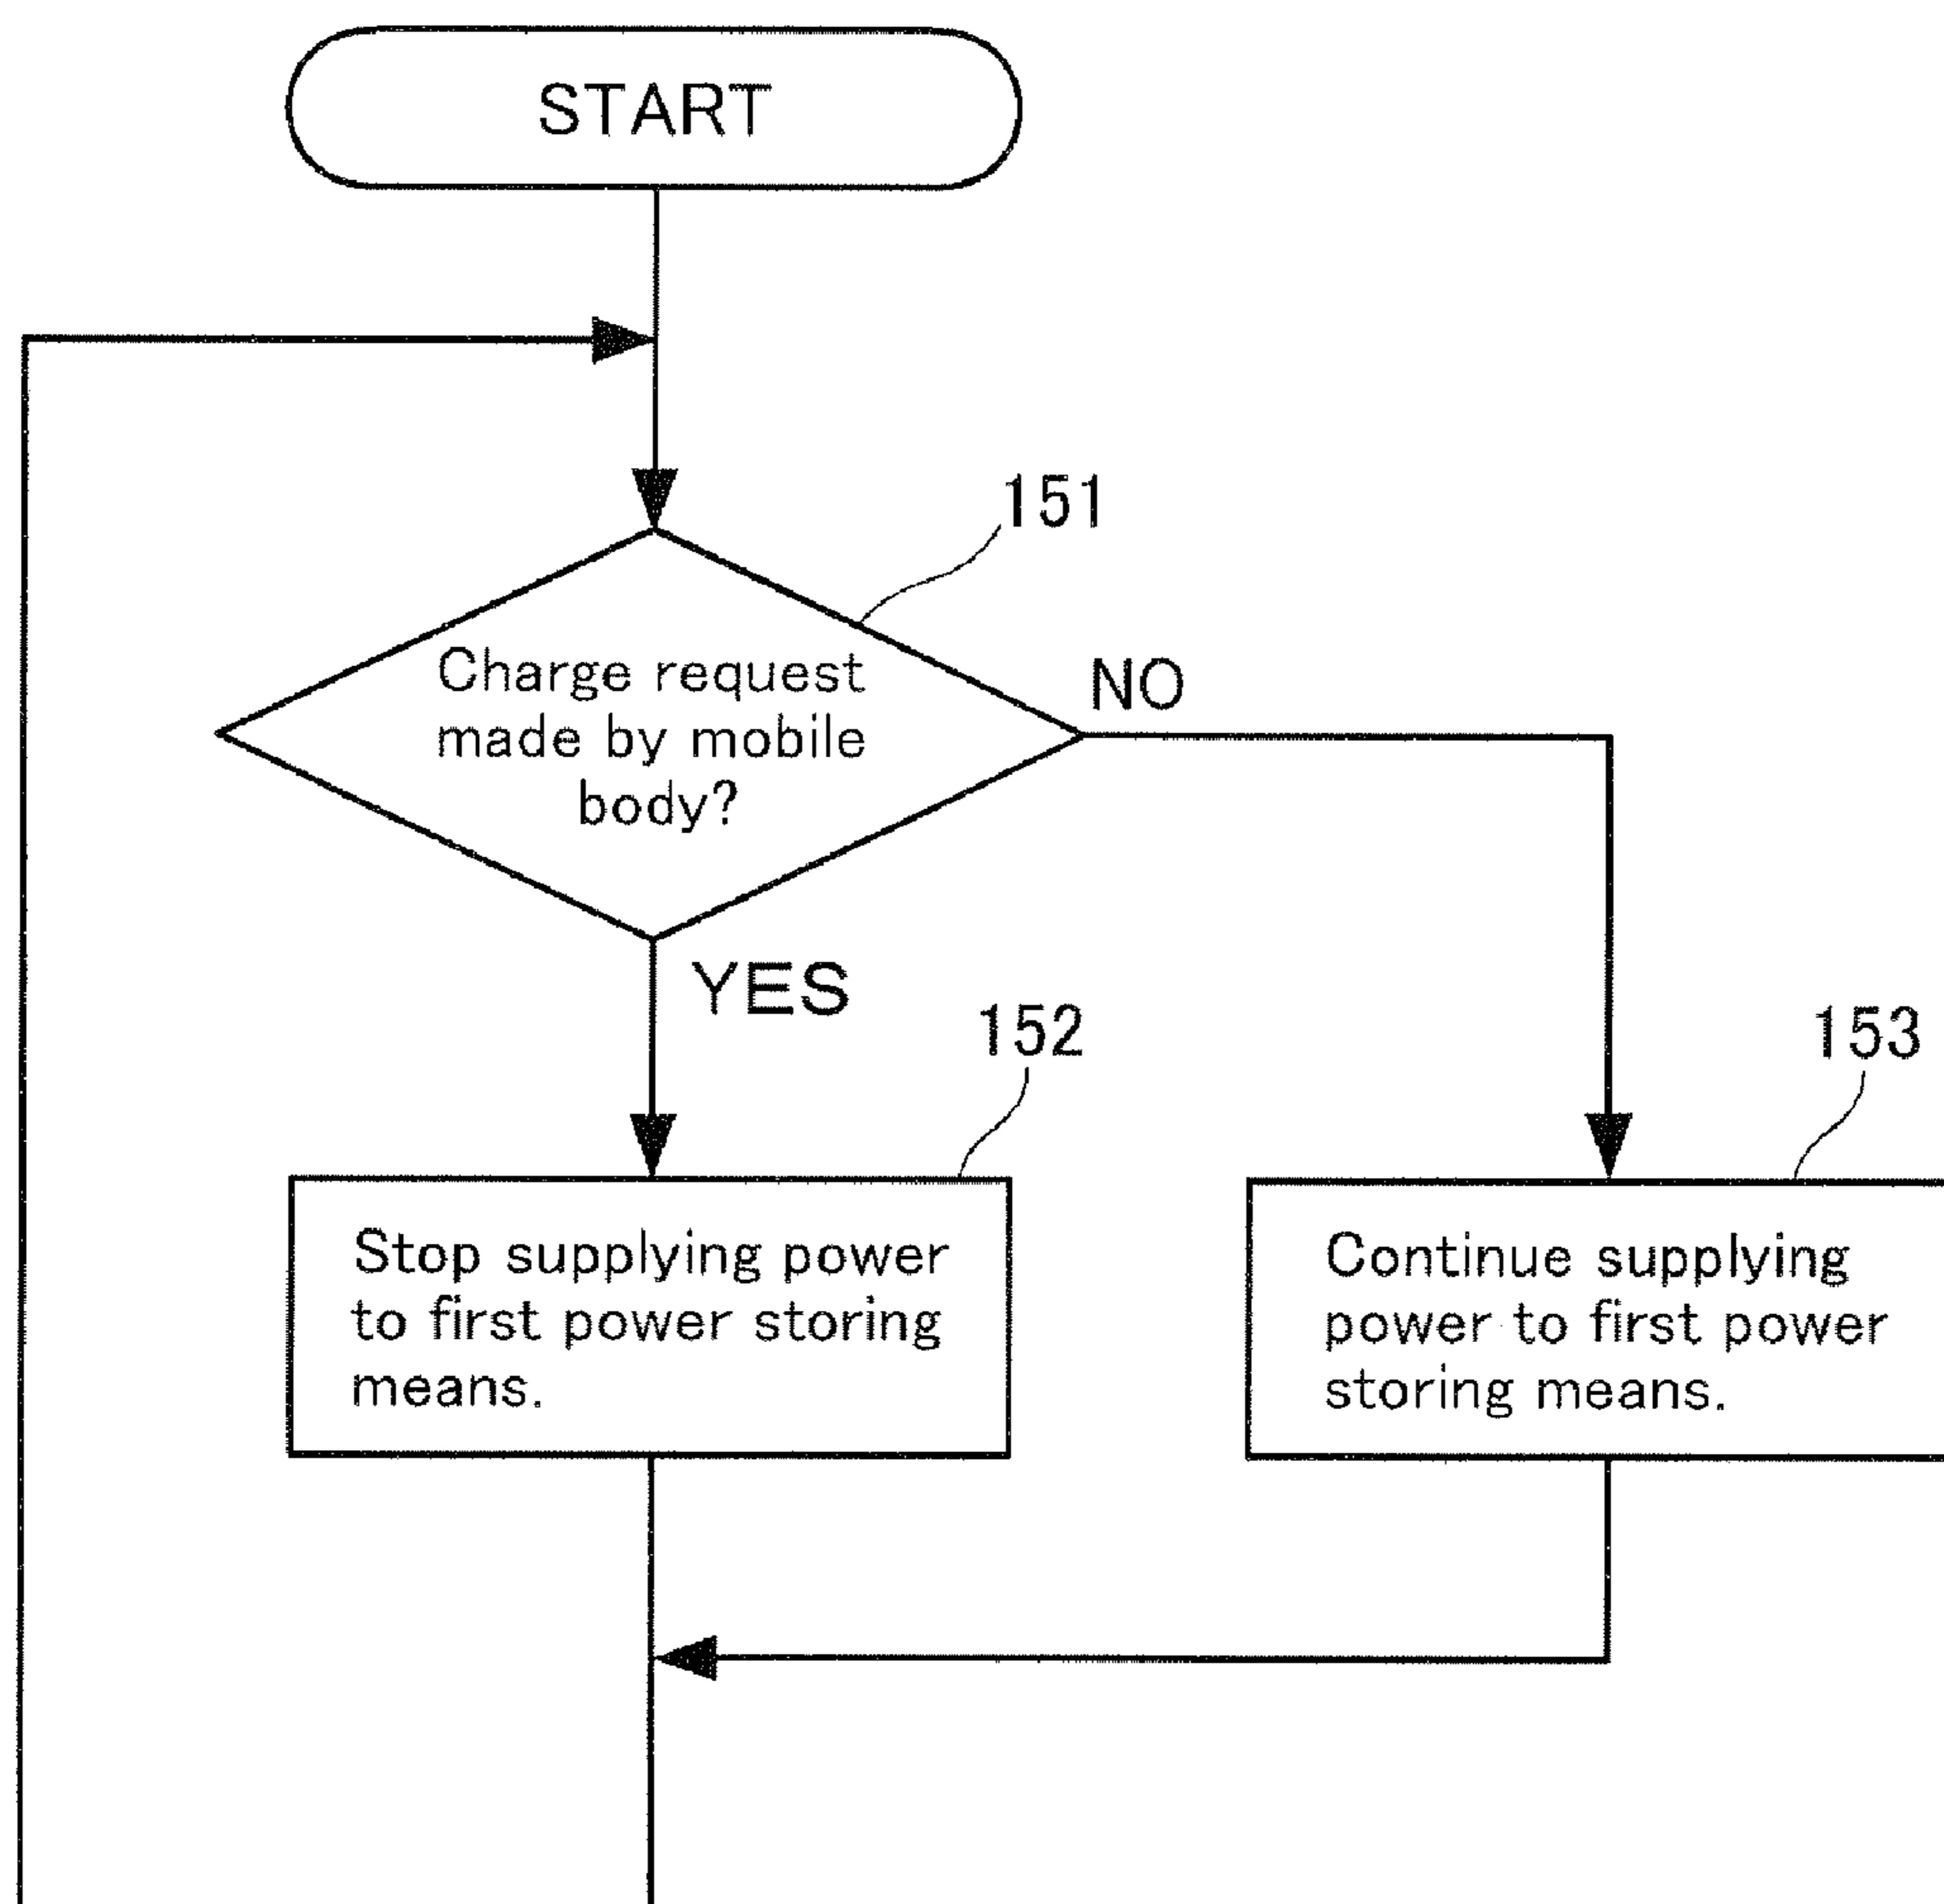 START
151
Charge request
made by mobile
body?
NO
YES
152
153
Stop supplying power
to first power storing
means.
Continue supplying
power to first power
storing means.